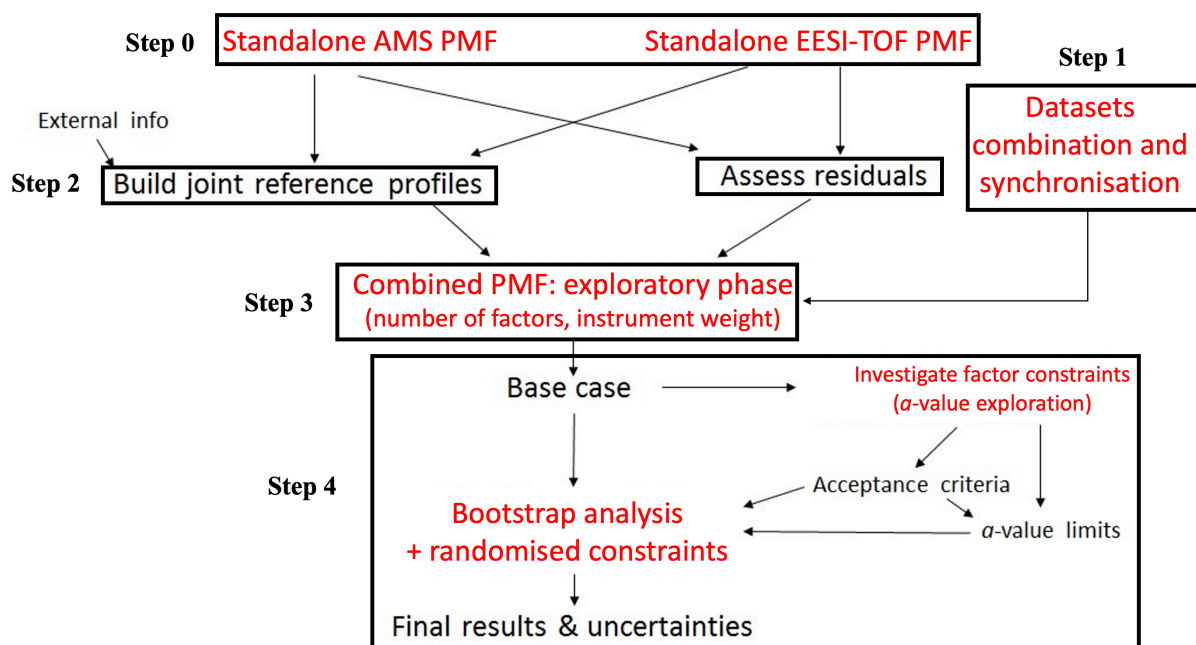 Step 0
Standalone AMS PMF
Standalone EESI-TOF PMF
Step 1
Datasets
combination and
synchronisation
External info
Step 2
Build joint reference profiles
Assess residuals
Step 3
Combined PMF: exploratory phase
(number of factors, instrument weight)
Step 4
Base case
Investigate factor constraints
(a-value exploration)
Acceptance criteria
a-value limits
Bootstrap analysis
+ randomised constraints
Final results & uncertainties